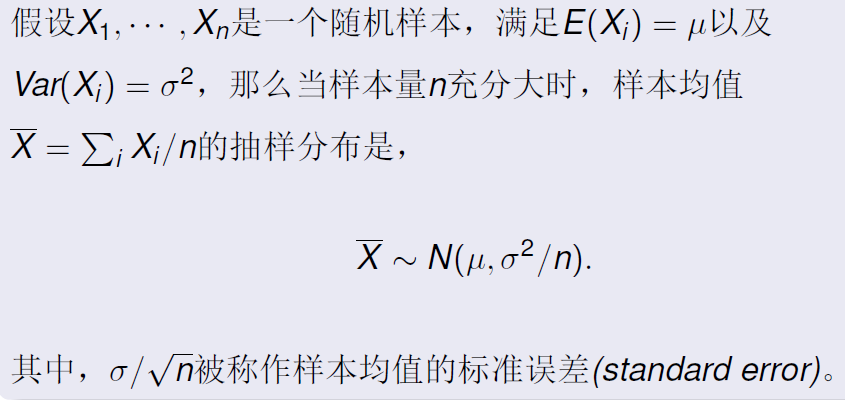 假设X₁, ⋯ , Xₙ是一个随机样本，满足E(Xᵢ) = μ以及
Var(Xᵢ) = σ²，那么当样本量n充分大时，样本均值
X̅ = ∑ᵢ Xᵢ/n的抽样分布是，
X̅ ∼ N(μ, σ²/n).
其中，σ/√n被称作样本均值的标准误差(standard error)。